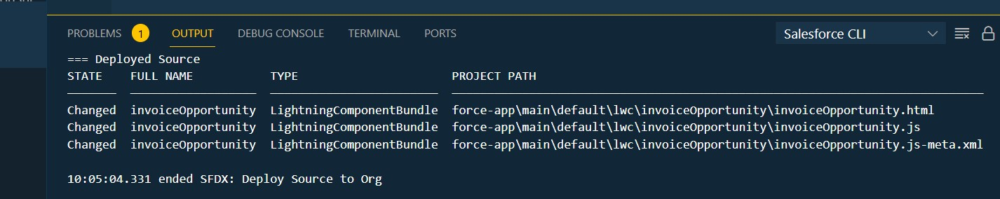 PROBLEMS 1 OUTPUT DEBUG CONSOLE TERMINAL PORTS Salesforce CLI
=== Deployed Source
STATE FULL NAME TYPE PROJECT PATH
Changed invoiceOpportunity LightningComponentBundle force-app\main\default\lwc\invoiceOpportunity\invoiceOpportunity.html
Changed invoiceOpportunity LightningComponentBundle force-app\main\default\lwc\invoiceOpportunity\invoiceOpportunity.js
Changed invoiceOpportunity LightningComponentBundle force-app\main\default\lwc\invoiceOpportunity\invoiceOpportunity.js-meta.xml
10:05:04.331 ended SFDX: Deploy Source to Org